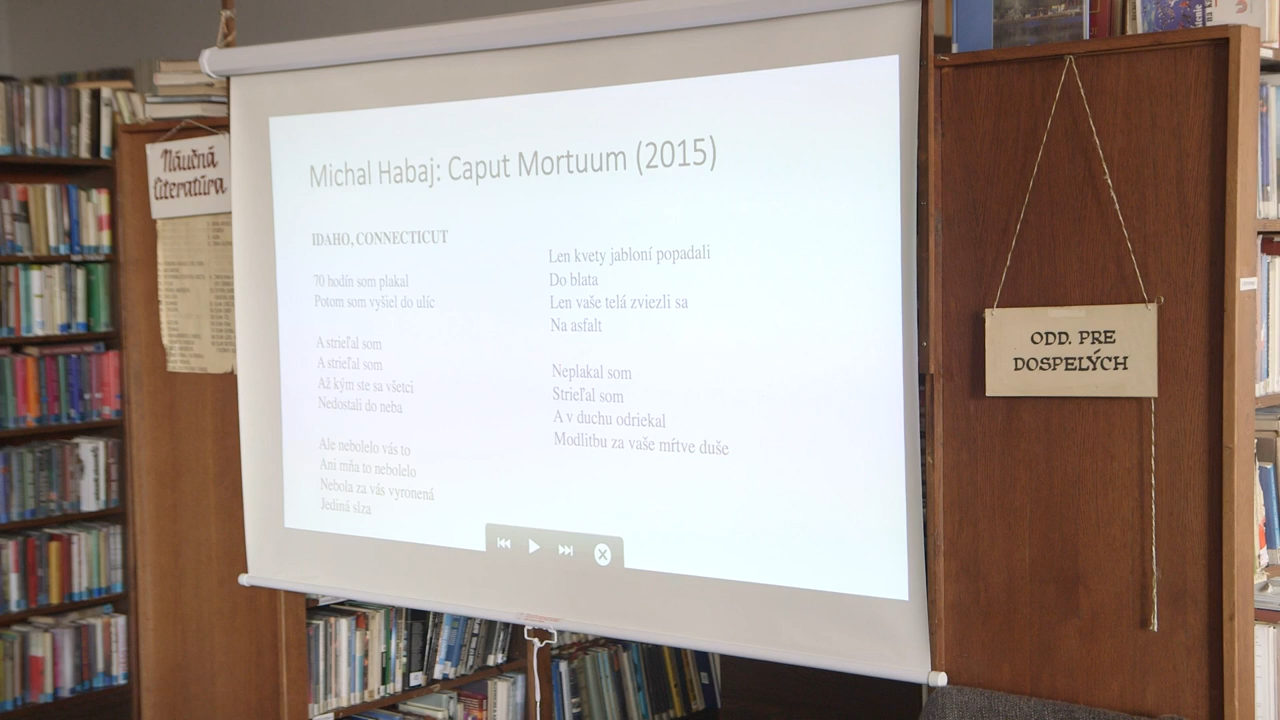 Náučná
literatúra
Michal Habaj: Caput Mortuum (2015)
IDAHO, CONNECTICUT
70 hodín som plakal
Potom som vyšiel do ulíc
A strieľal som
A strieľal som
Až kým ste sa všetci
Nedostali do neba
Ale nebolelo vás to
Ani mňa to nebolelo
Nebola za vás vyronená
Jediná slza
Len kvety jabloní popadali
Do blata
Len vaše telá zviezli sa
Na asfalt
Neplakal som
Strieľal som
A v duchu odriekal
Modlitbu za vaše mŕtve duše
ODD. PRE
DOSPELÝCH